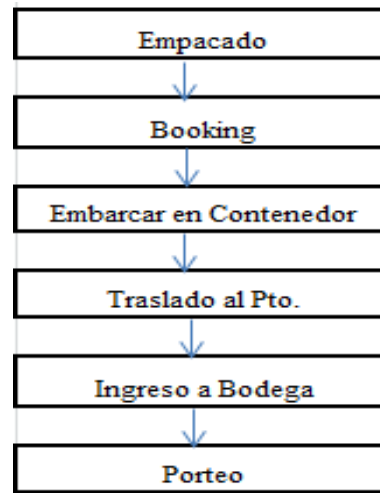 Empacado
Booking
Embarcar en Contenedor
Traslado al Pto.
Ingreso a Bodega
Porteo